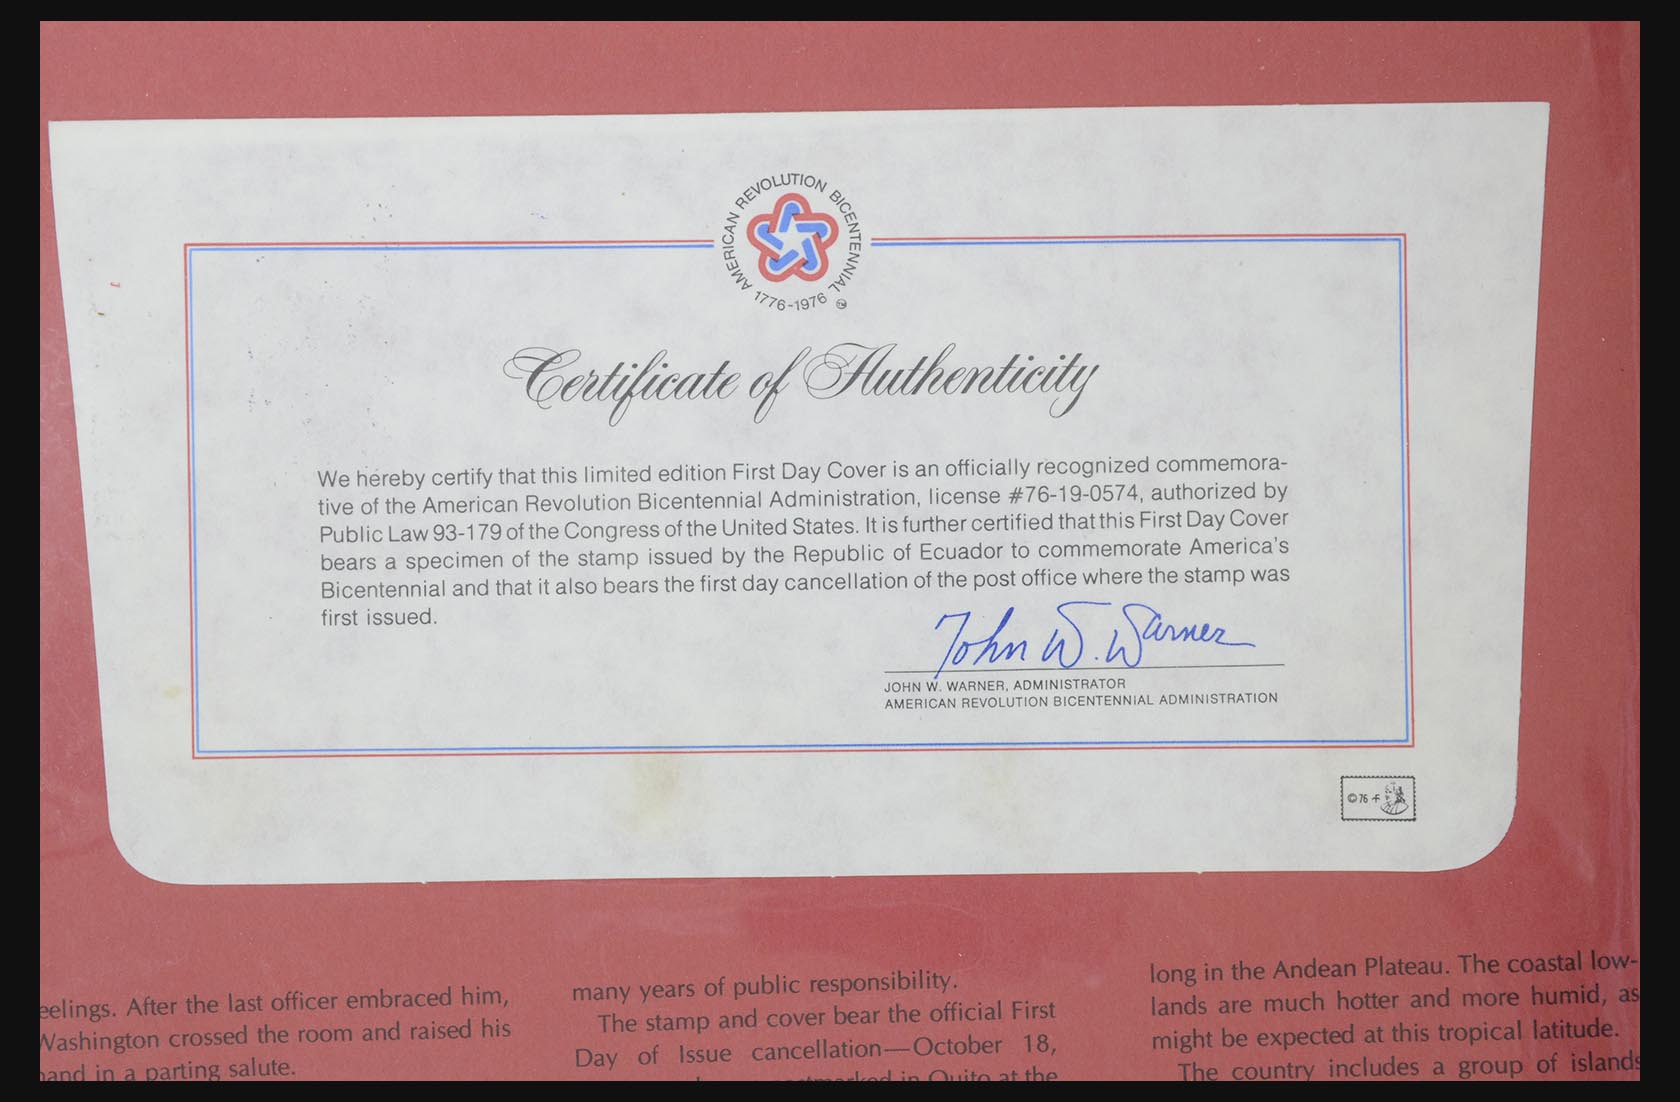 AMERICAN REVOLUTION BICENTENNIAL
1776-1976 TM
Certificate of Authenticity
We hereby certify that this limited edition First Day Cover is an officially recognized commemora-
tive of the American Revolution Bicentennial Administration, license #76-19-0574, authorized by
Public Law 93-179 of the Congress of the United States. It is further certified that this First Day Cover
bears a specimen of the stamp issued by the Republic of Ecuador to commemorate America's
Bicentennial and that it also bears the first day cancellation of the post office where the stamp was
first issued.
John W. Warner
JOHN W. WARNER, ADMINISTRATOR
AMERICAN REVOLUTION BICENTENNIAL ADMINISTRATION
© 76
eelings. After the last officer embraced him,
Washington crossed the room and raised his
hand in a parting salute.
many years of public responsibility.
The stamp and cover bear the official First
Day of Issue cancellation—October 18,
in Quito at the
long in the Andean Plateau. The coastal low-
lands are much hotter and more humid, as
might be expected at this tropical latitude.
The country includes a group of islands